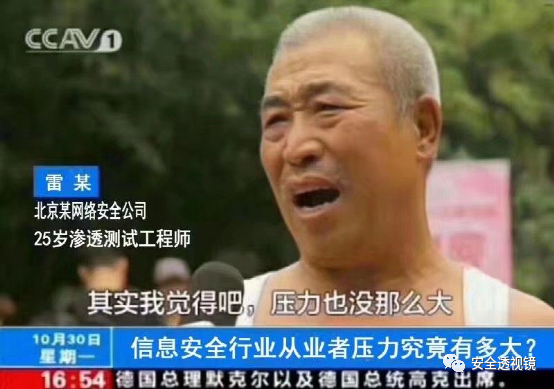 CCAV1
雷 某
北京某网络安全公司
25岁渗透测试工程师
其实我觉得吧，压力也没那么大
10月30日
星期一
信息安全行业从业者压力究竟有多大？
安全透视镜
16:54
德国总理默克尔以及德国总统高克也